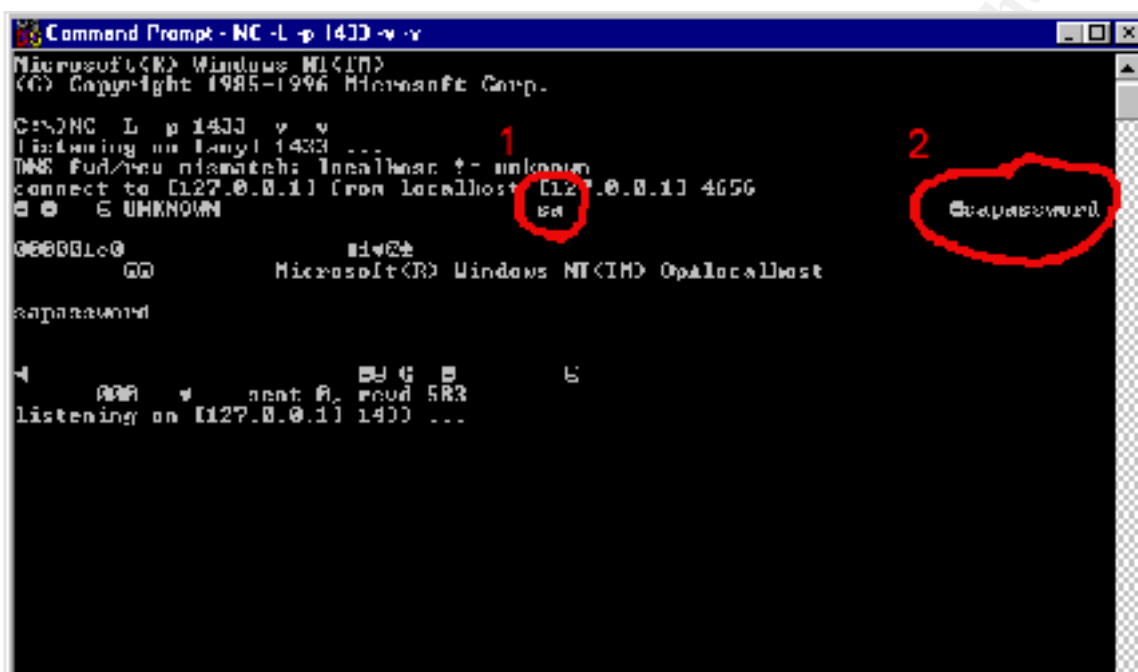 Command Prompt - NC -L -p 1433 -v -v
Microsoft(R) Windows NT(TM)
(C) Copyright 1985-1996 Microsoft Corp.
C:\>NC -L -p 1433 -v -v
listening on [any] 1433 ...
DNS fwd/rev mismatch: localhost != unknown
connect to [127.0.0.1] from localhost [127.0.0.1] 4656
UNKNOWN sa sapassword
1
2
Microsoft(R) Windows NT(TM) localhost
sapassword
sent 0, rcvd 583
listening on [127.0.0.1] 1433 ...